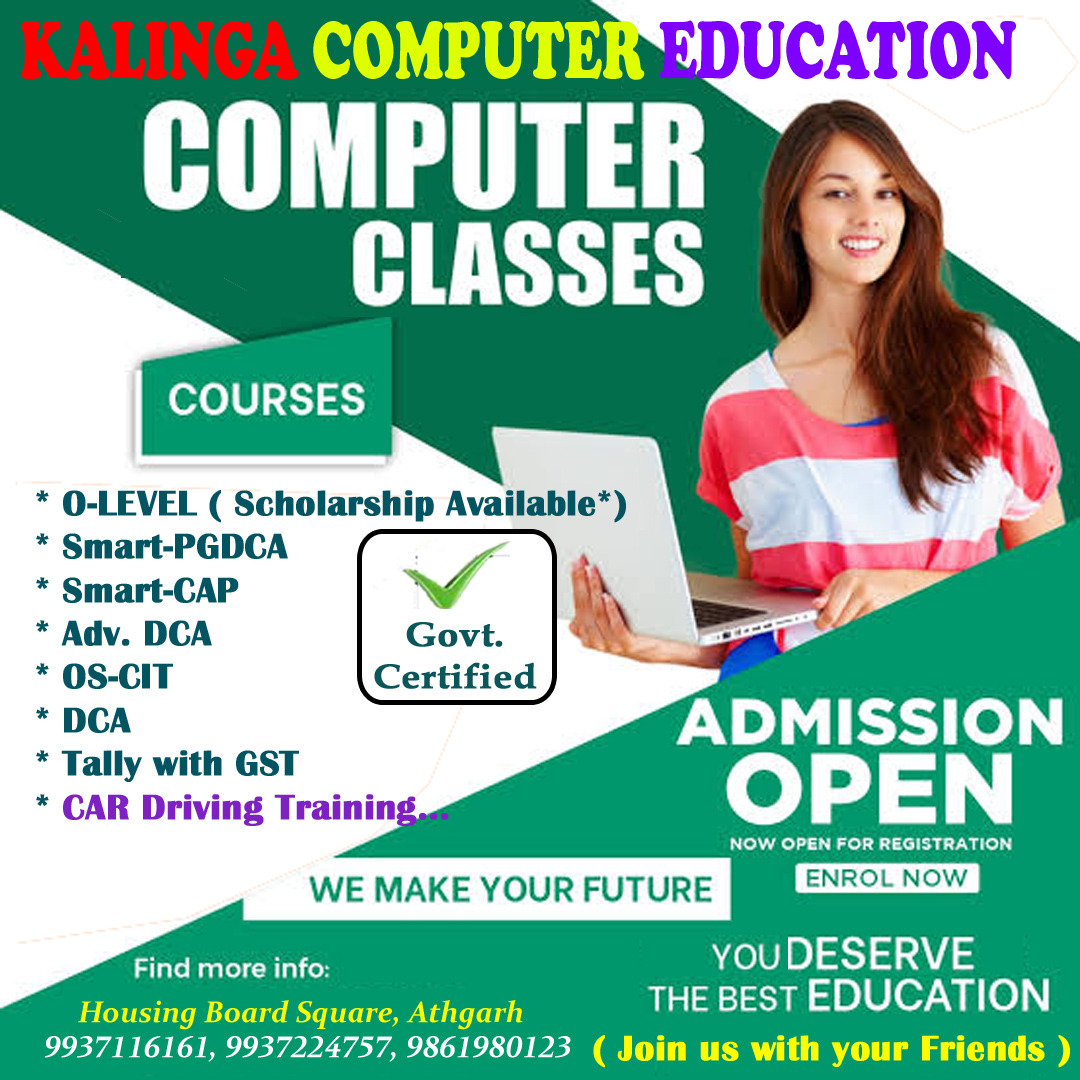 KALINGA COMPUTER EDUCATION
COMPUTER
CLASSES
COURSES
* O-LEVEL ( Scholarship Available*)
* Smart-PGDCA
* Smart-CAP
* Adv. DCA
* OS-CIT
* DCA
* Tally with GST
* CAR Driving Training...
Govt.
Certified
ADMISSION
OPEN
NOW OPEN FOR REGISTRATION
ENROL NOW
WE MAKE YOUR FUTURE
YOU DESERVE
THE BEST EDUCATION
Find more info:
Housing Board Square, Athgarh
9937116161, 9937224757, 9861980123
( Join us with your Friends )